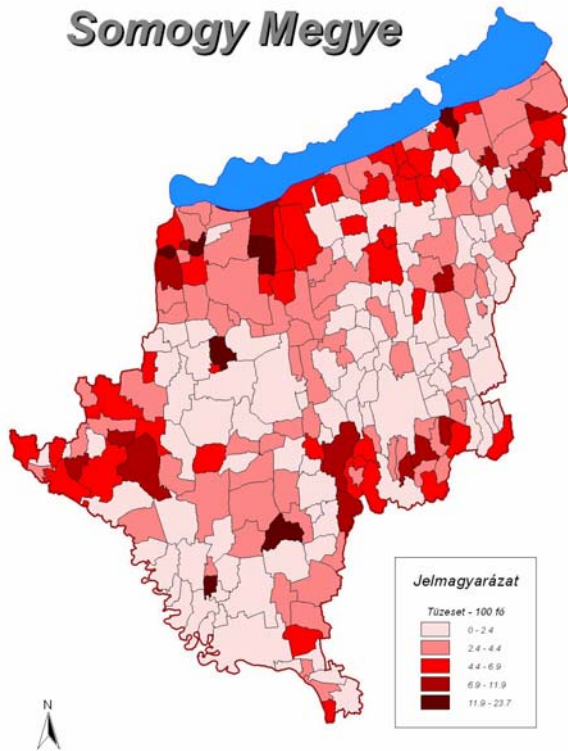 Somogy Megye
Jelmagyarázat
Tüzeset - 100 fő
0 - 2.4
2.4 - 4.4
4.4 - 6.9
6.9 - 11.9
11.9 - 23.7
N